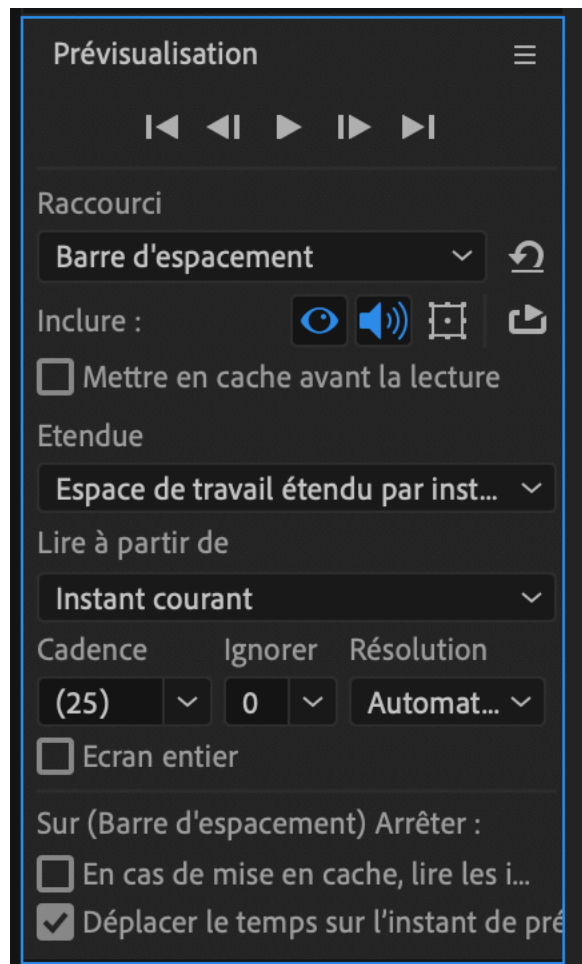 Prévisualisation
Raccourci
Barre d'espacement
Inclure :
Mettre en cache avant la lecture
Etendue
Espace de travail étendu par inst...
Lire à partir de
Instant courant
Cadence Ignorer Résolution
(25) 0 Automat...
Ecran entier
Sur (Barre d'espacement) Arrêter :
En cas de mise en cache, lire les i...
Déplacer le temps sur l’instant de pré